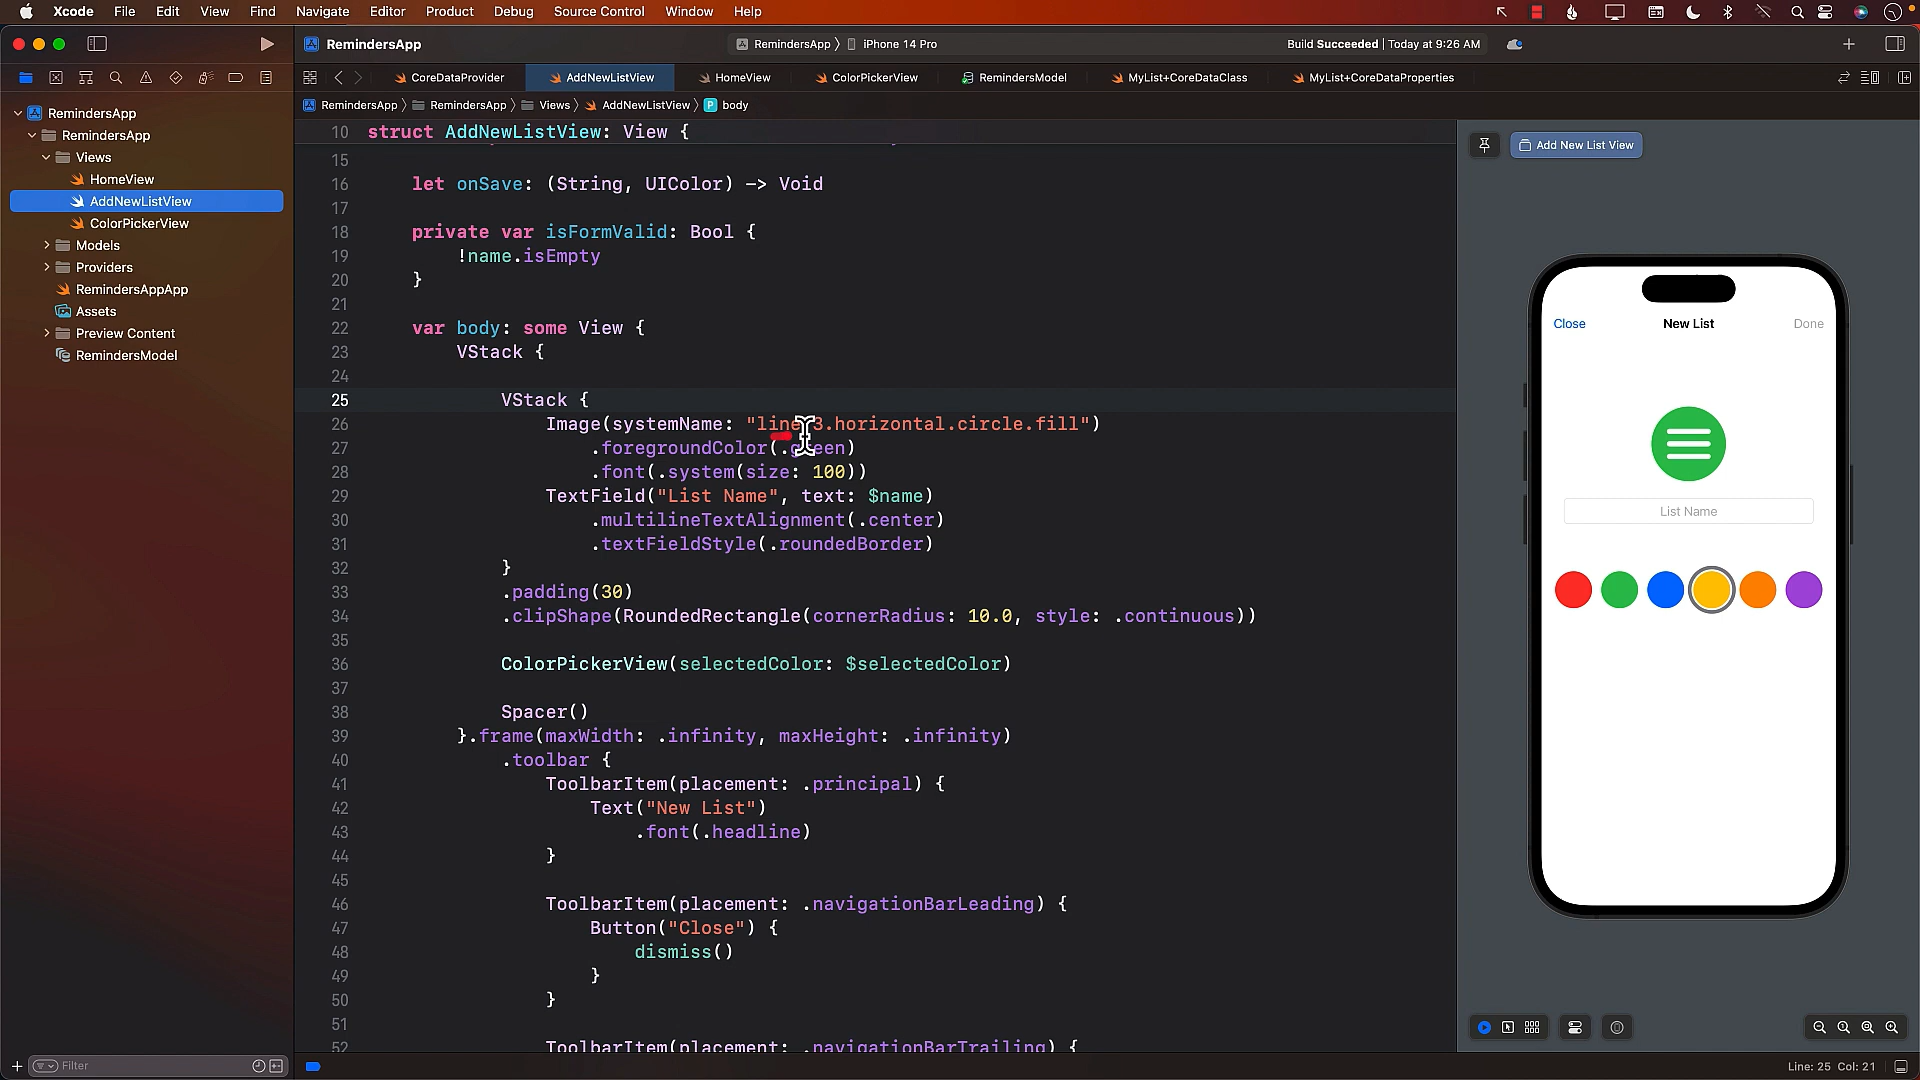 Xcode File Edit View Find Navigate Editor Product Debug Source Control Window Help
RemindersApp
RemindersApp 〉 iPhone 14 Pro
Build Succeeded | Today at 9:26 AM
CoreDataProvider AddNewListView HomeView ColorPickerView RemindersModel MyList+CoreDataClass MyList+CoreDataProperties
RemindersApp 〉 RemindersApp 〉 Views 〉 AddNewListView 〉 P body
RemindersApp
RemindersApp
Views
HomeView
AddNewListView
ColorPickerView
Models
Providers
RemindersAppApp
Assets
Preview Content
RemindersModel
Filter
10 struct AddNewListView: View {
15
16 let onSave: (String, UIColor) -> Void
17
18 private var isFormValid: Bool {
19 !name.isEmpty
20 }
21
22 var body: some View {
23 VStack {
24
25 VStack {
26 Image(systemName: "line.3.horizontal.circle.fill")
27 .foregroundColor(.green)
28 .font(.system(size: 100))
29 TextField("List Name", text: $name)
30 .multilineTextAlignment(.center)
31 .textFieldStyle(.roundedBorder)
32 }
33 .padding(30)
34 .clipShape(RoundedRectangle(cornerRadius: 10.0, style: .continuous))
35
36 ColorPickerView(selectedColor: $selectedColor)
37
38 Spacer()
39 }.frame(maxWidth: .infinity, maxHeight: .infinity)
40 .toolbar {
41 ToolbarItem(placement: .principal) {
42 Text("New List")
43 .font(.headline)
44 }
45
46 ToolbarItem(placement: .navigationBarLeading) {
47 Button("Close") {
48 dismiss()
49 }
50 }
51
52 ToolbarItem(placement: .navigationBarTrailing) {
Add New List View
Close New List Done
List Name
Line: 25 Col: 21